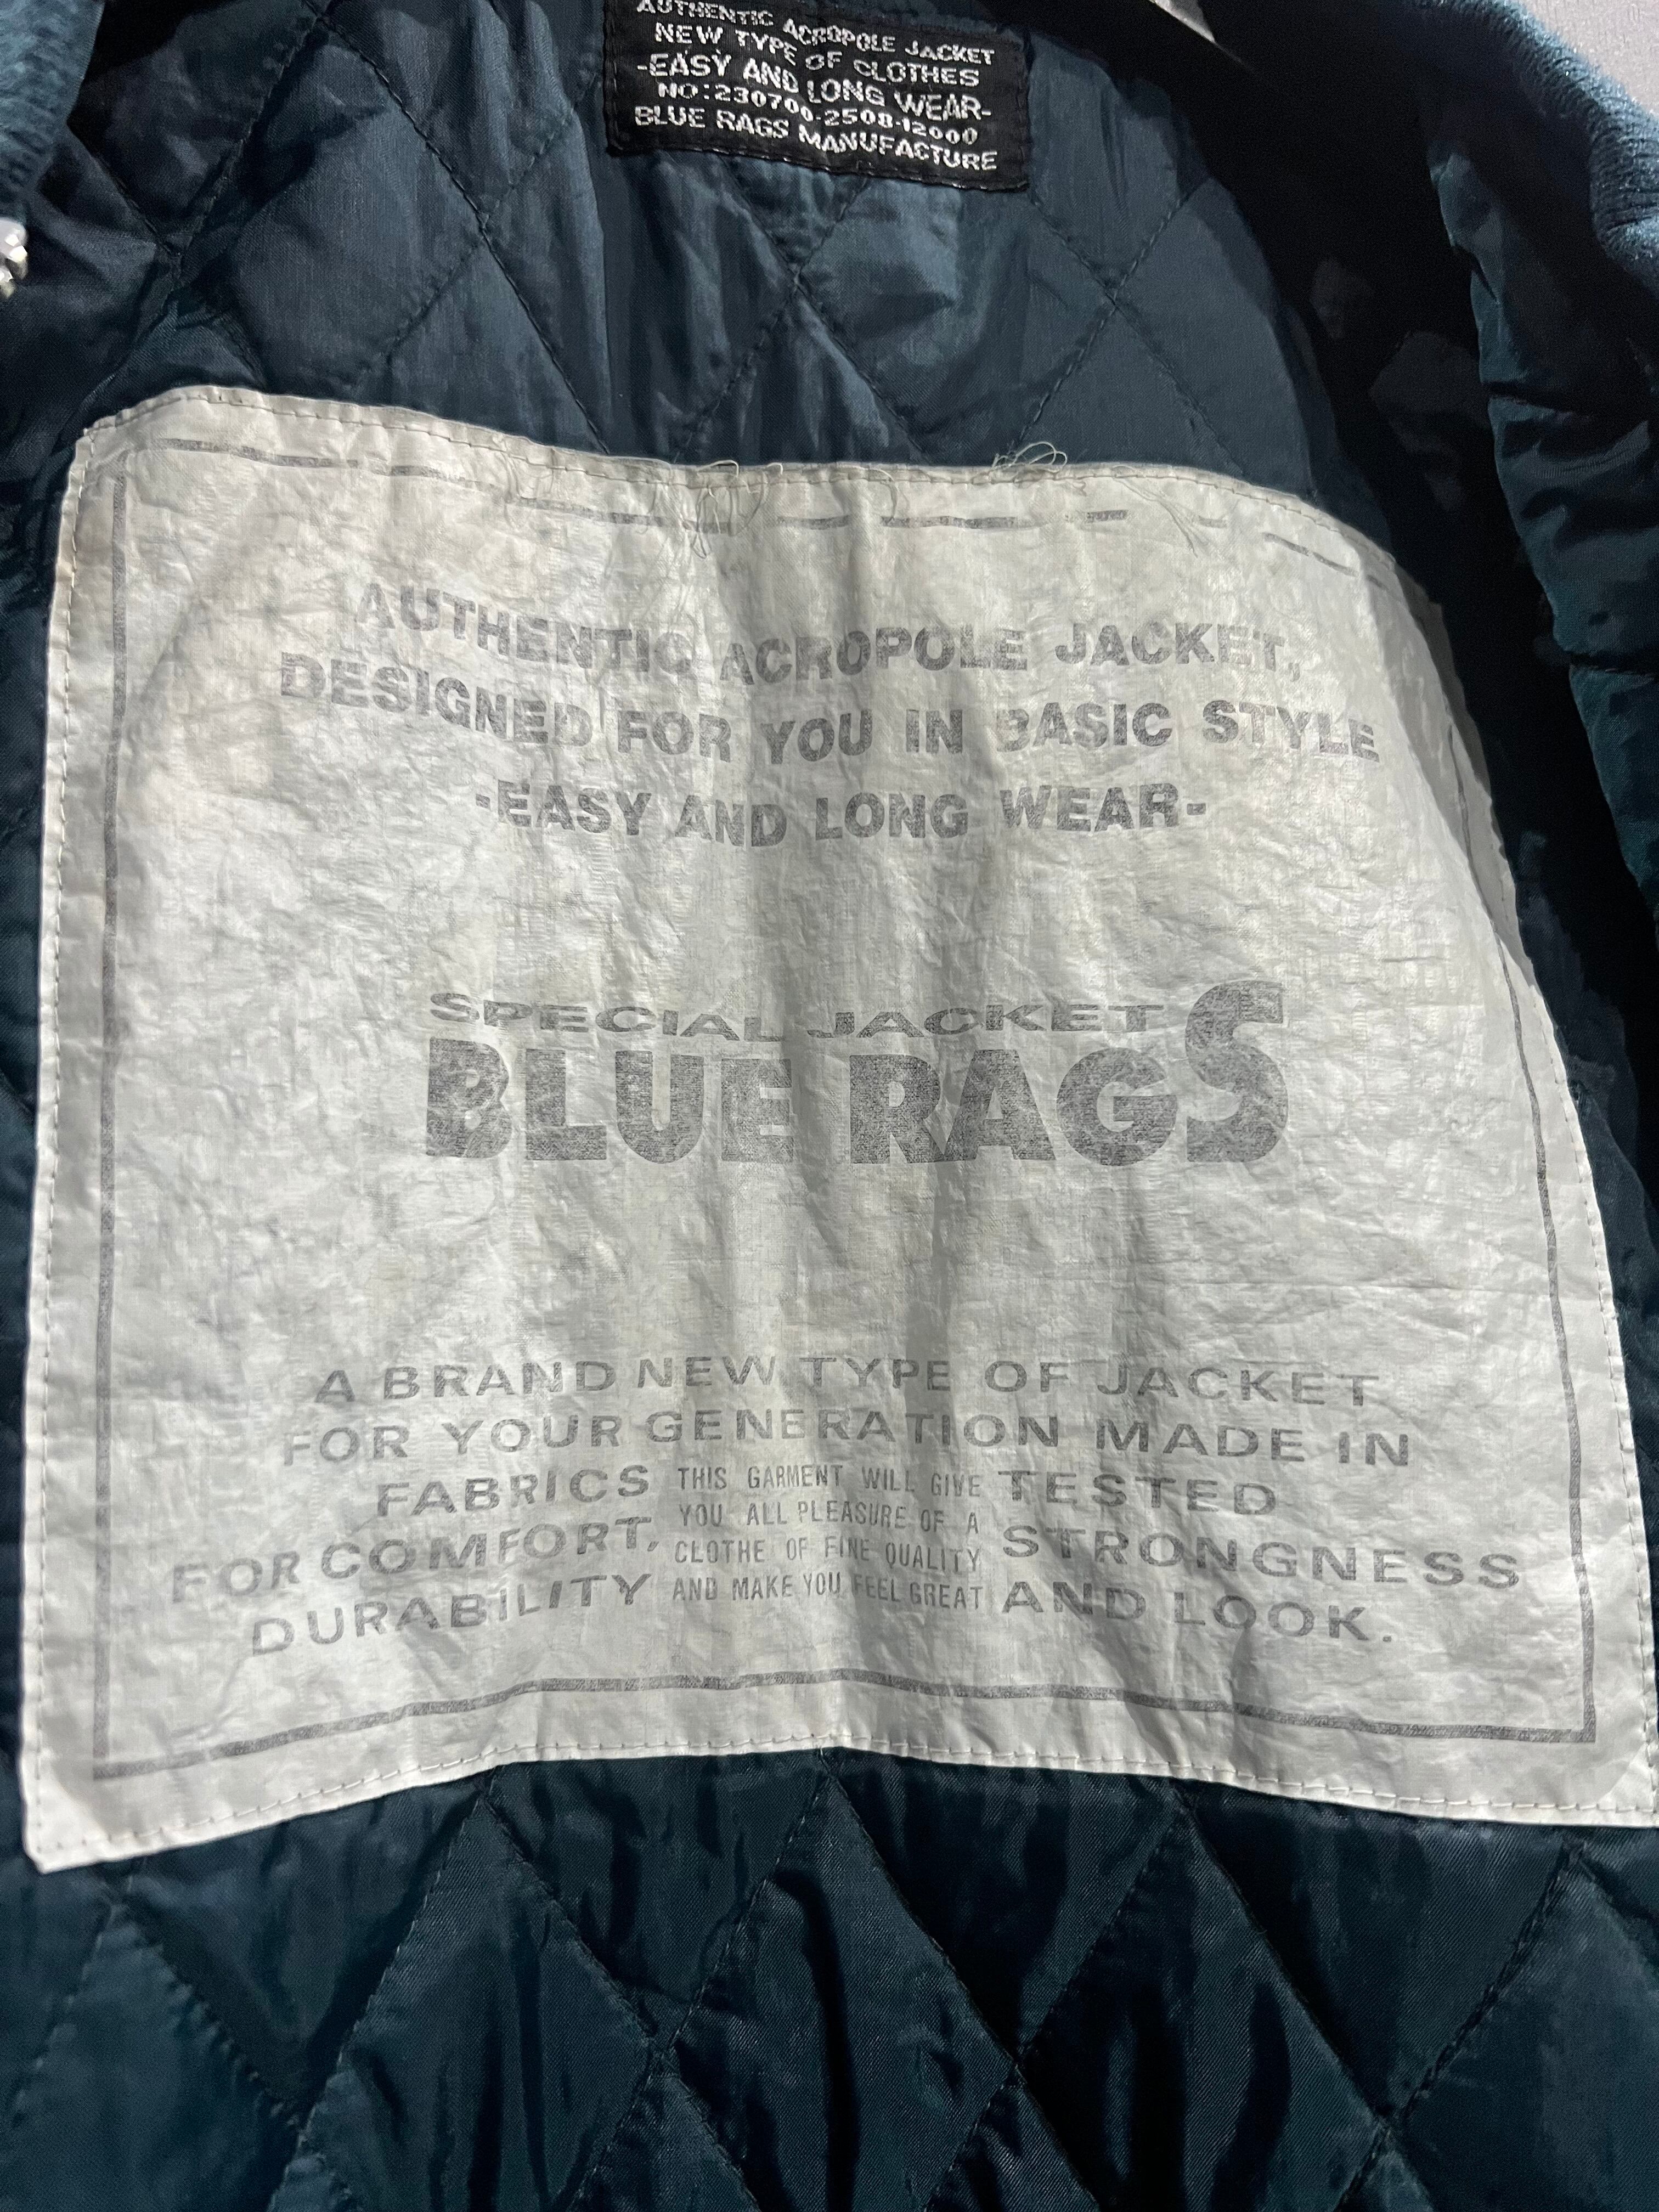 AUTHENTIC ACROPOLE JACKET
NEW TYPE OF CLOTHES
-EASY AND LONG WEAR-
NO:230700-2508-12000
BLUE RAGS MANUFACTURE
AUTHENTIC ACROPOLE JACKET,
DESIGNED FOR YOU IN BASIC STYLE
-EASY AND LONG WEAR-
SPECIAL JACKET
BLUE RAGS
A BRAND NEW TYPE OF JACKET
FOR YOUR GENERATION MADE IN
FABRICS TESTED
FOR COMFORT, STRONGNESS
DURABILITY AND LOOK.
THIS GARMENT WILL GIVE
YOU ALL PLEASURE OF A
CLOTHE OF FINE QUALITY
AND MAKE YOU FEEL GREAT